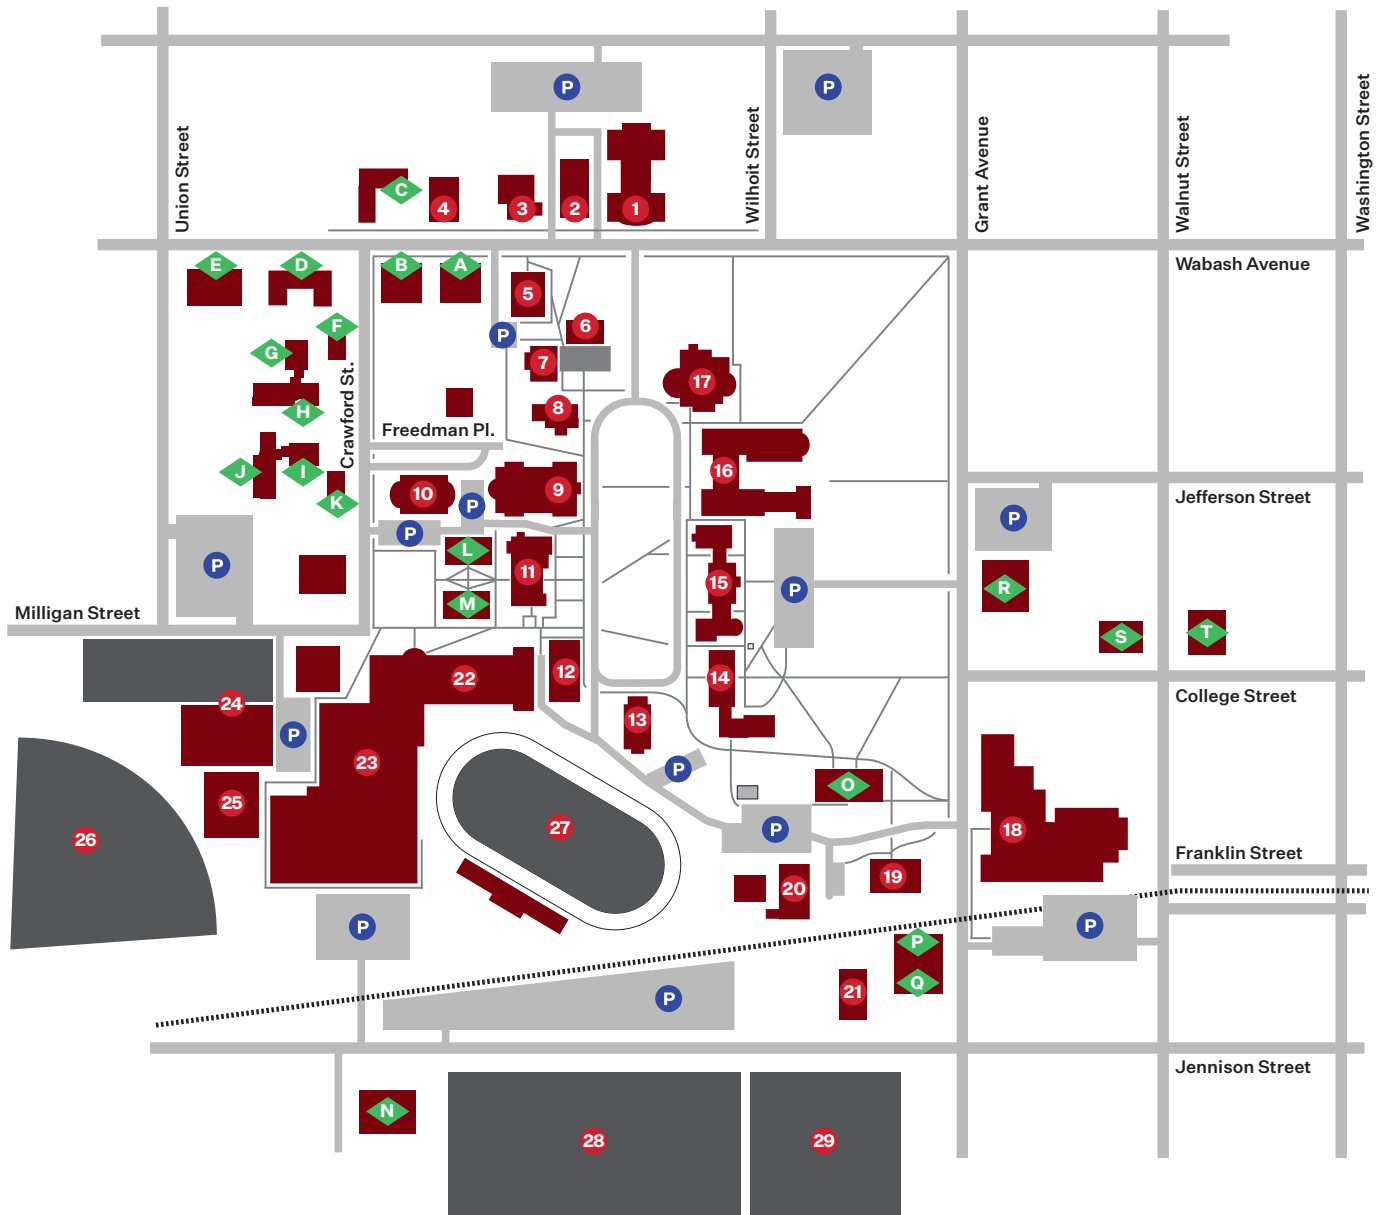 P
P
Union Street
Wilhoit Street
Grant Avenue
Walnut Street
Washington Street
C
4
3
2
1
E
D
B
A
Wabash Avenue
5
F
6
P
G
7
17
H
8
Crawford St.
Freedman Pl.
J
I
16
K
10
9
P
Jefferson Street
P
P
L
P
11
15
R
P
M
Milligan Street
S
T
22
12
14
College Street
24
13
P
23
P
25
O
26
27
P
18
Franklin Street
20
19
P
P
P
Q
21
P
Jennison Street
N
28
29